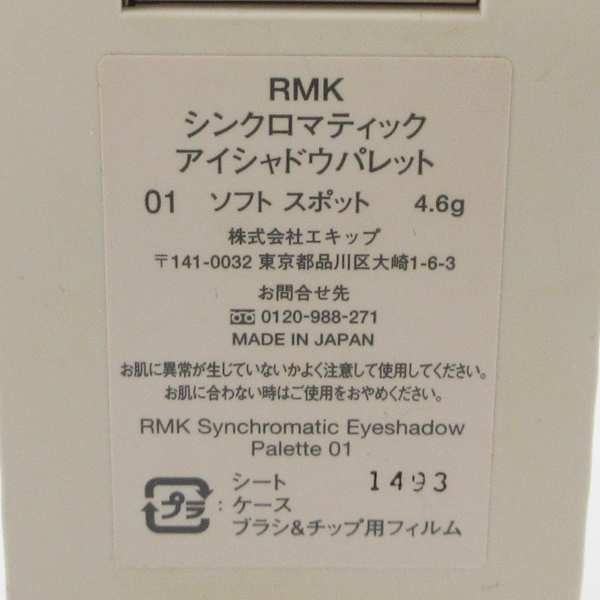 RMK
シンクロマティック
アイシャドウパレット
01 ソフト スポット 4.6g
株式会社エキップ
〒141-0032 東京都品川区大崎1-6-3
お問合せ先
0120-988-271
MADE IN JAPAN
お肌に異常が生じていないかよく注意して使用してください。
お肌に合わない時はご使用をおやめください。
RMK Synchromatic Eyeshadow
Palette 01
シート 1493
プラ : ケース
ブラシ&チップ用フィルム